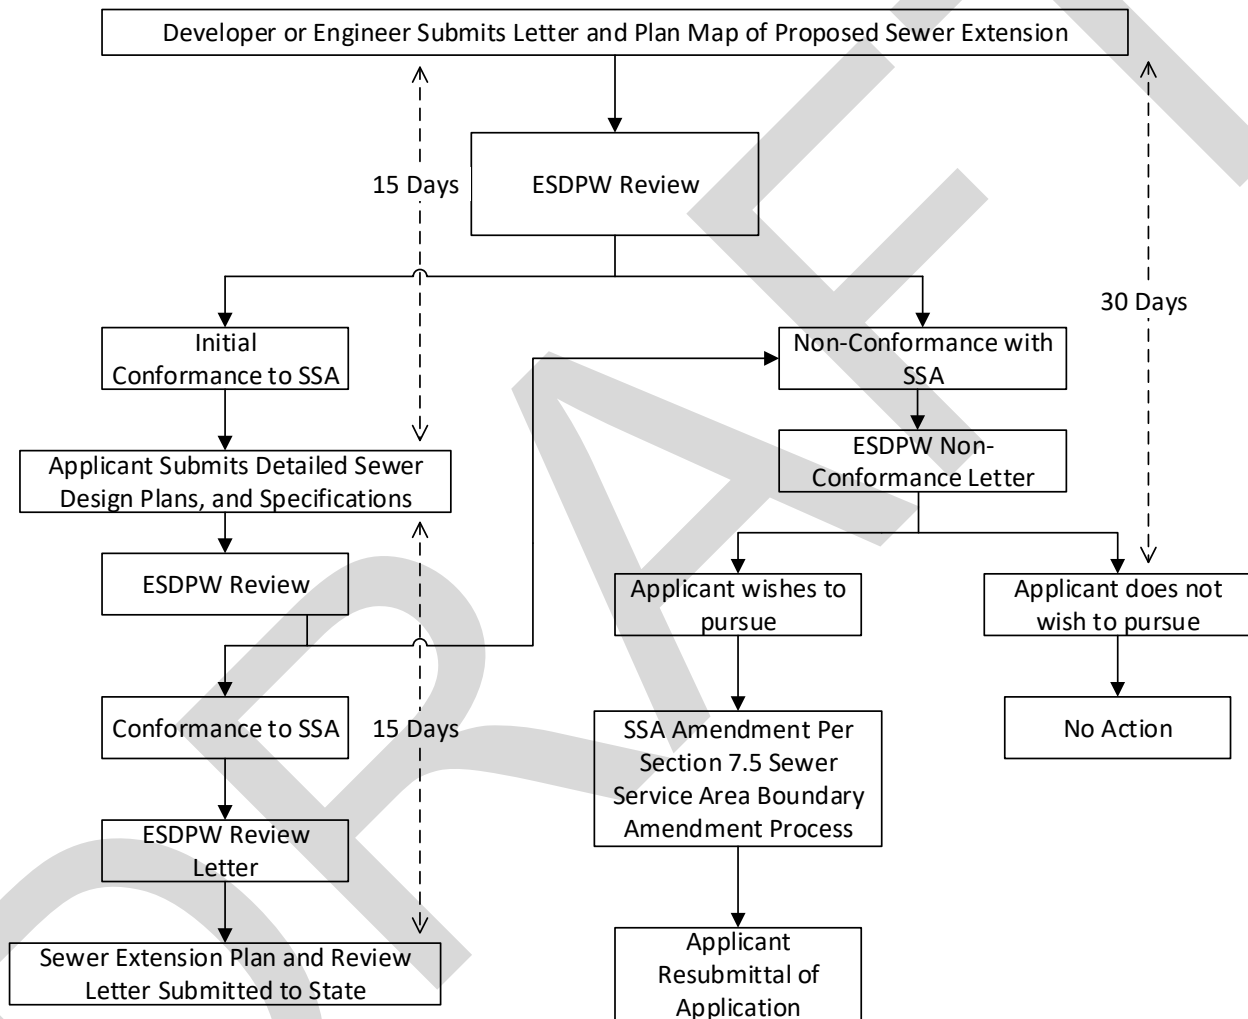 Developer or Engineer Submits Letter and Plan Map of Proposed Sewer Extension
15 Days
ESDPW Review
30 Days
Initial
Conformance to SSA
Non-Conformance with
SSA
Applicant Submits Detailed Sewer
Design Plans, and Specifications
ESDPW Non-
Conformance Letter
ESDPW Review
Applicant wishes to
pursue
Applicant does not
wish to pursue
Conformance to SSA
15 Days
SSA Amendment Per
Section 7.5 Sewer
Service Area Boundary
Amendment Process
No Action
ESDPW Review
Letter
Sewer Extension Plan and Review
Letter Submitted to State
Applicant
Resubmittal of
Application
DRAFT